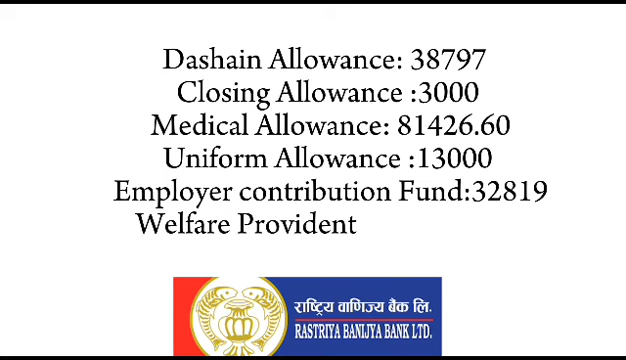 Dashain Allowance: 38797
Closing Allowance :3000
Medical Allowance: 81426.60
Uniform Allowance :13000
Employer contribution Fund:32819
Welfare Provident
राष्ट्रिय वाणिज्य बैंक लि.
RASTRIYA BANIJYA BANK LTD.